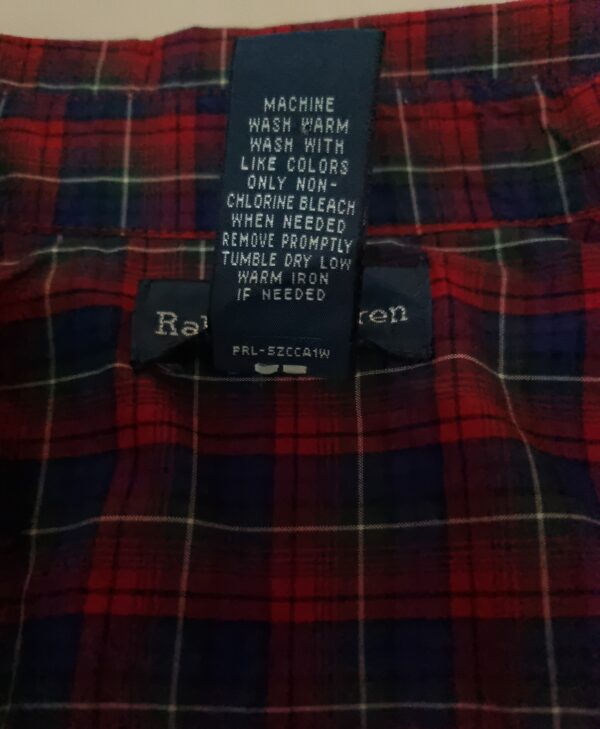 MACHINE
WASH WARM
WASH WITH
LIKE COLORS
ONLY NON-
CHLORINE BLEACH
WHEN NEEDED
REMOVE PROMPTLY
TUMBLE DRY LOW
WARM IRON
IF NEEDED
Ral ren
PRL-5ZCCA1W